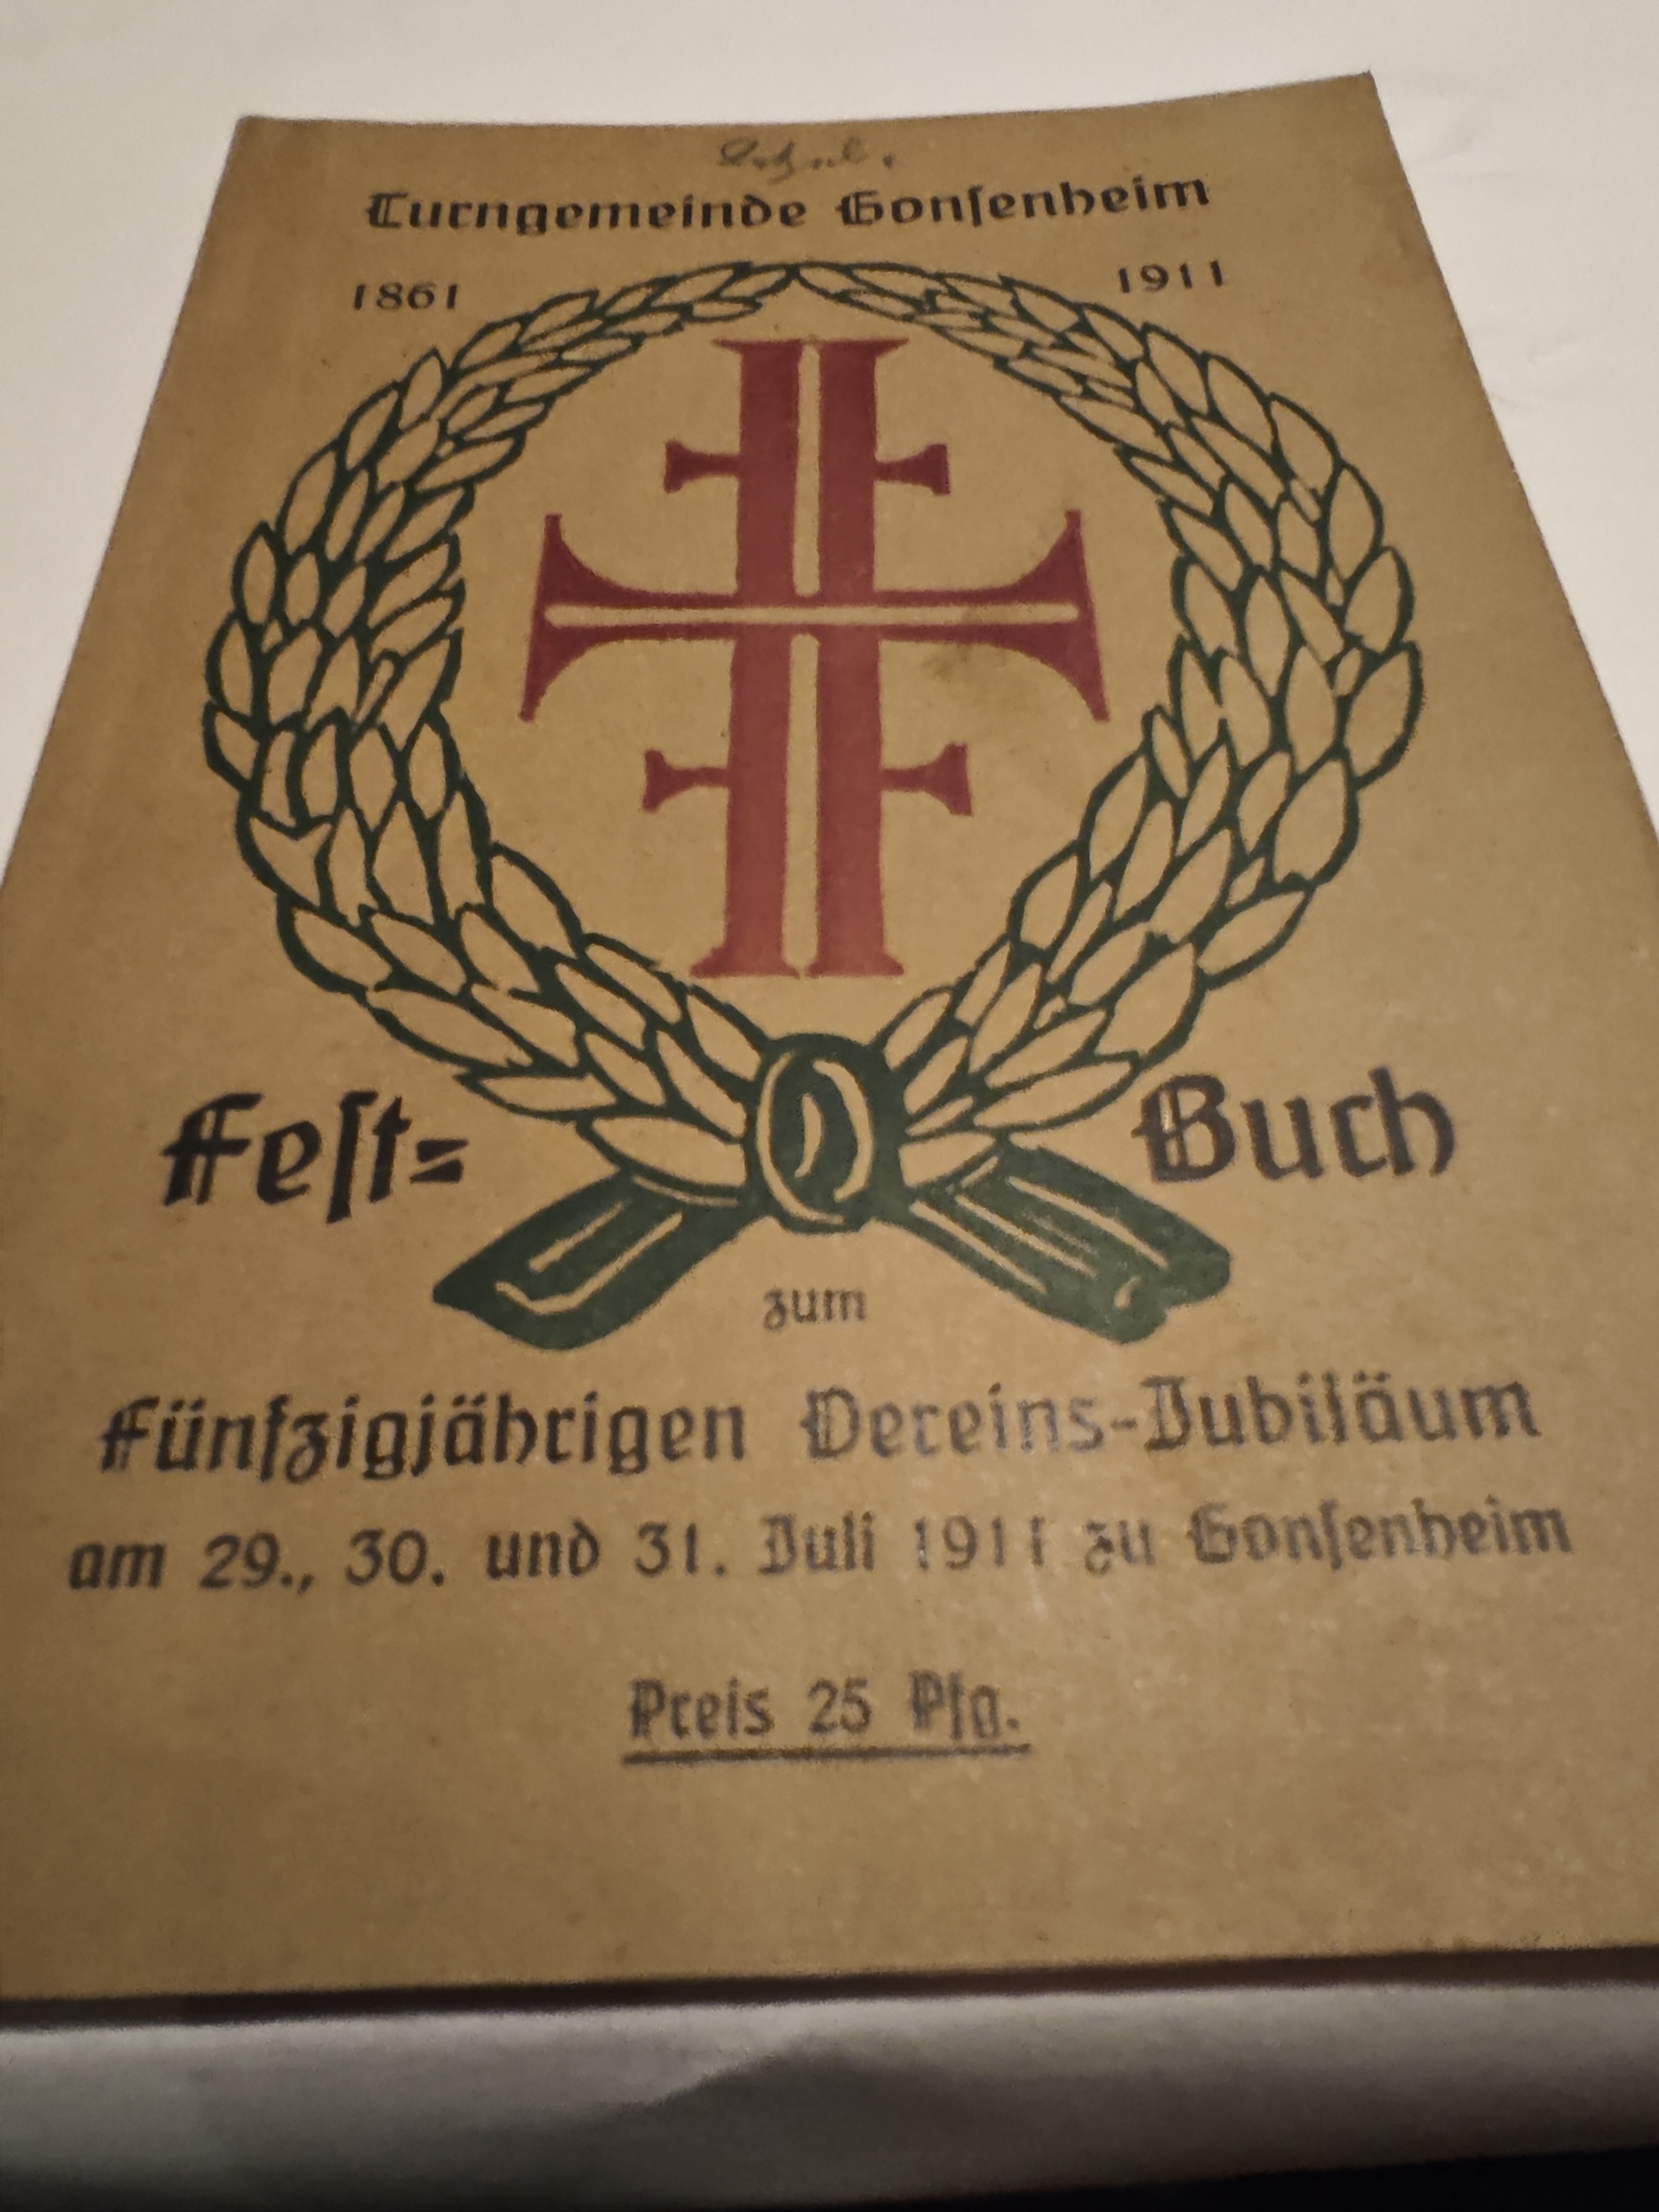 Turngemeinde Gonſenheim
1861 1911
Feſt= Buch
zum
Fünfzigjährigen Vereins-Jubiläum
am 29., 30. und 31. Juli 1911 zu Gonſenheim
Preis 25 Pfg.